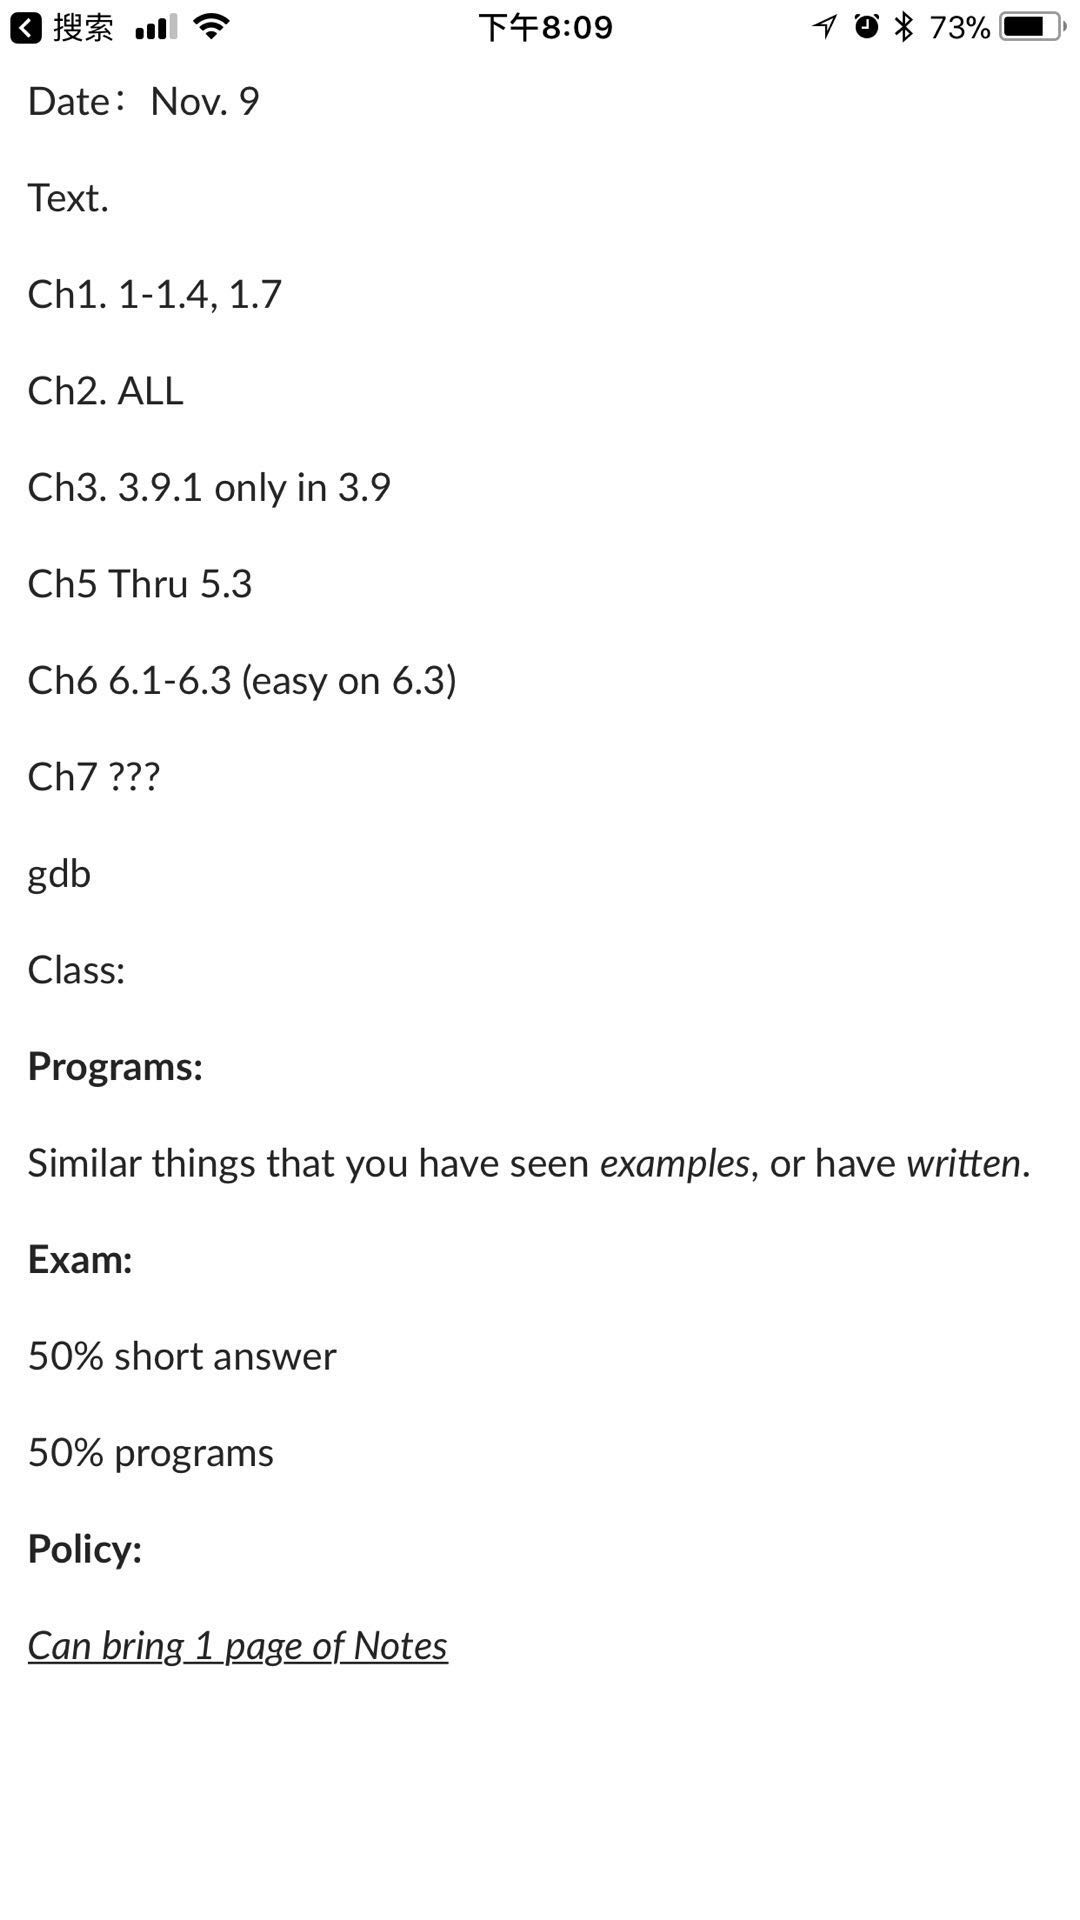 搜索
下午8:09
73%
Date：Nov. 9
Text.
Ch1. 1-1.4, 1.7
Ch2. ALL
Ch3. 3.9.1 only in 3.9
Ch5 Thru 5.3
Ch6 6.1-6.3 (easy on 6.3)
Ch7 ???
gdb
Class:
Programs:
Similar things that you have seen examples, or have written.
Exam:
50% short answer
50% programs
Policy:
Can bring 1 page of Notes